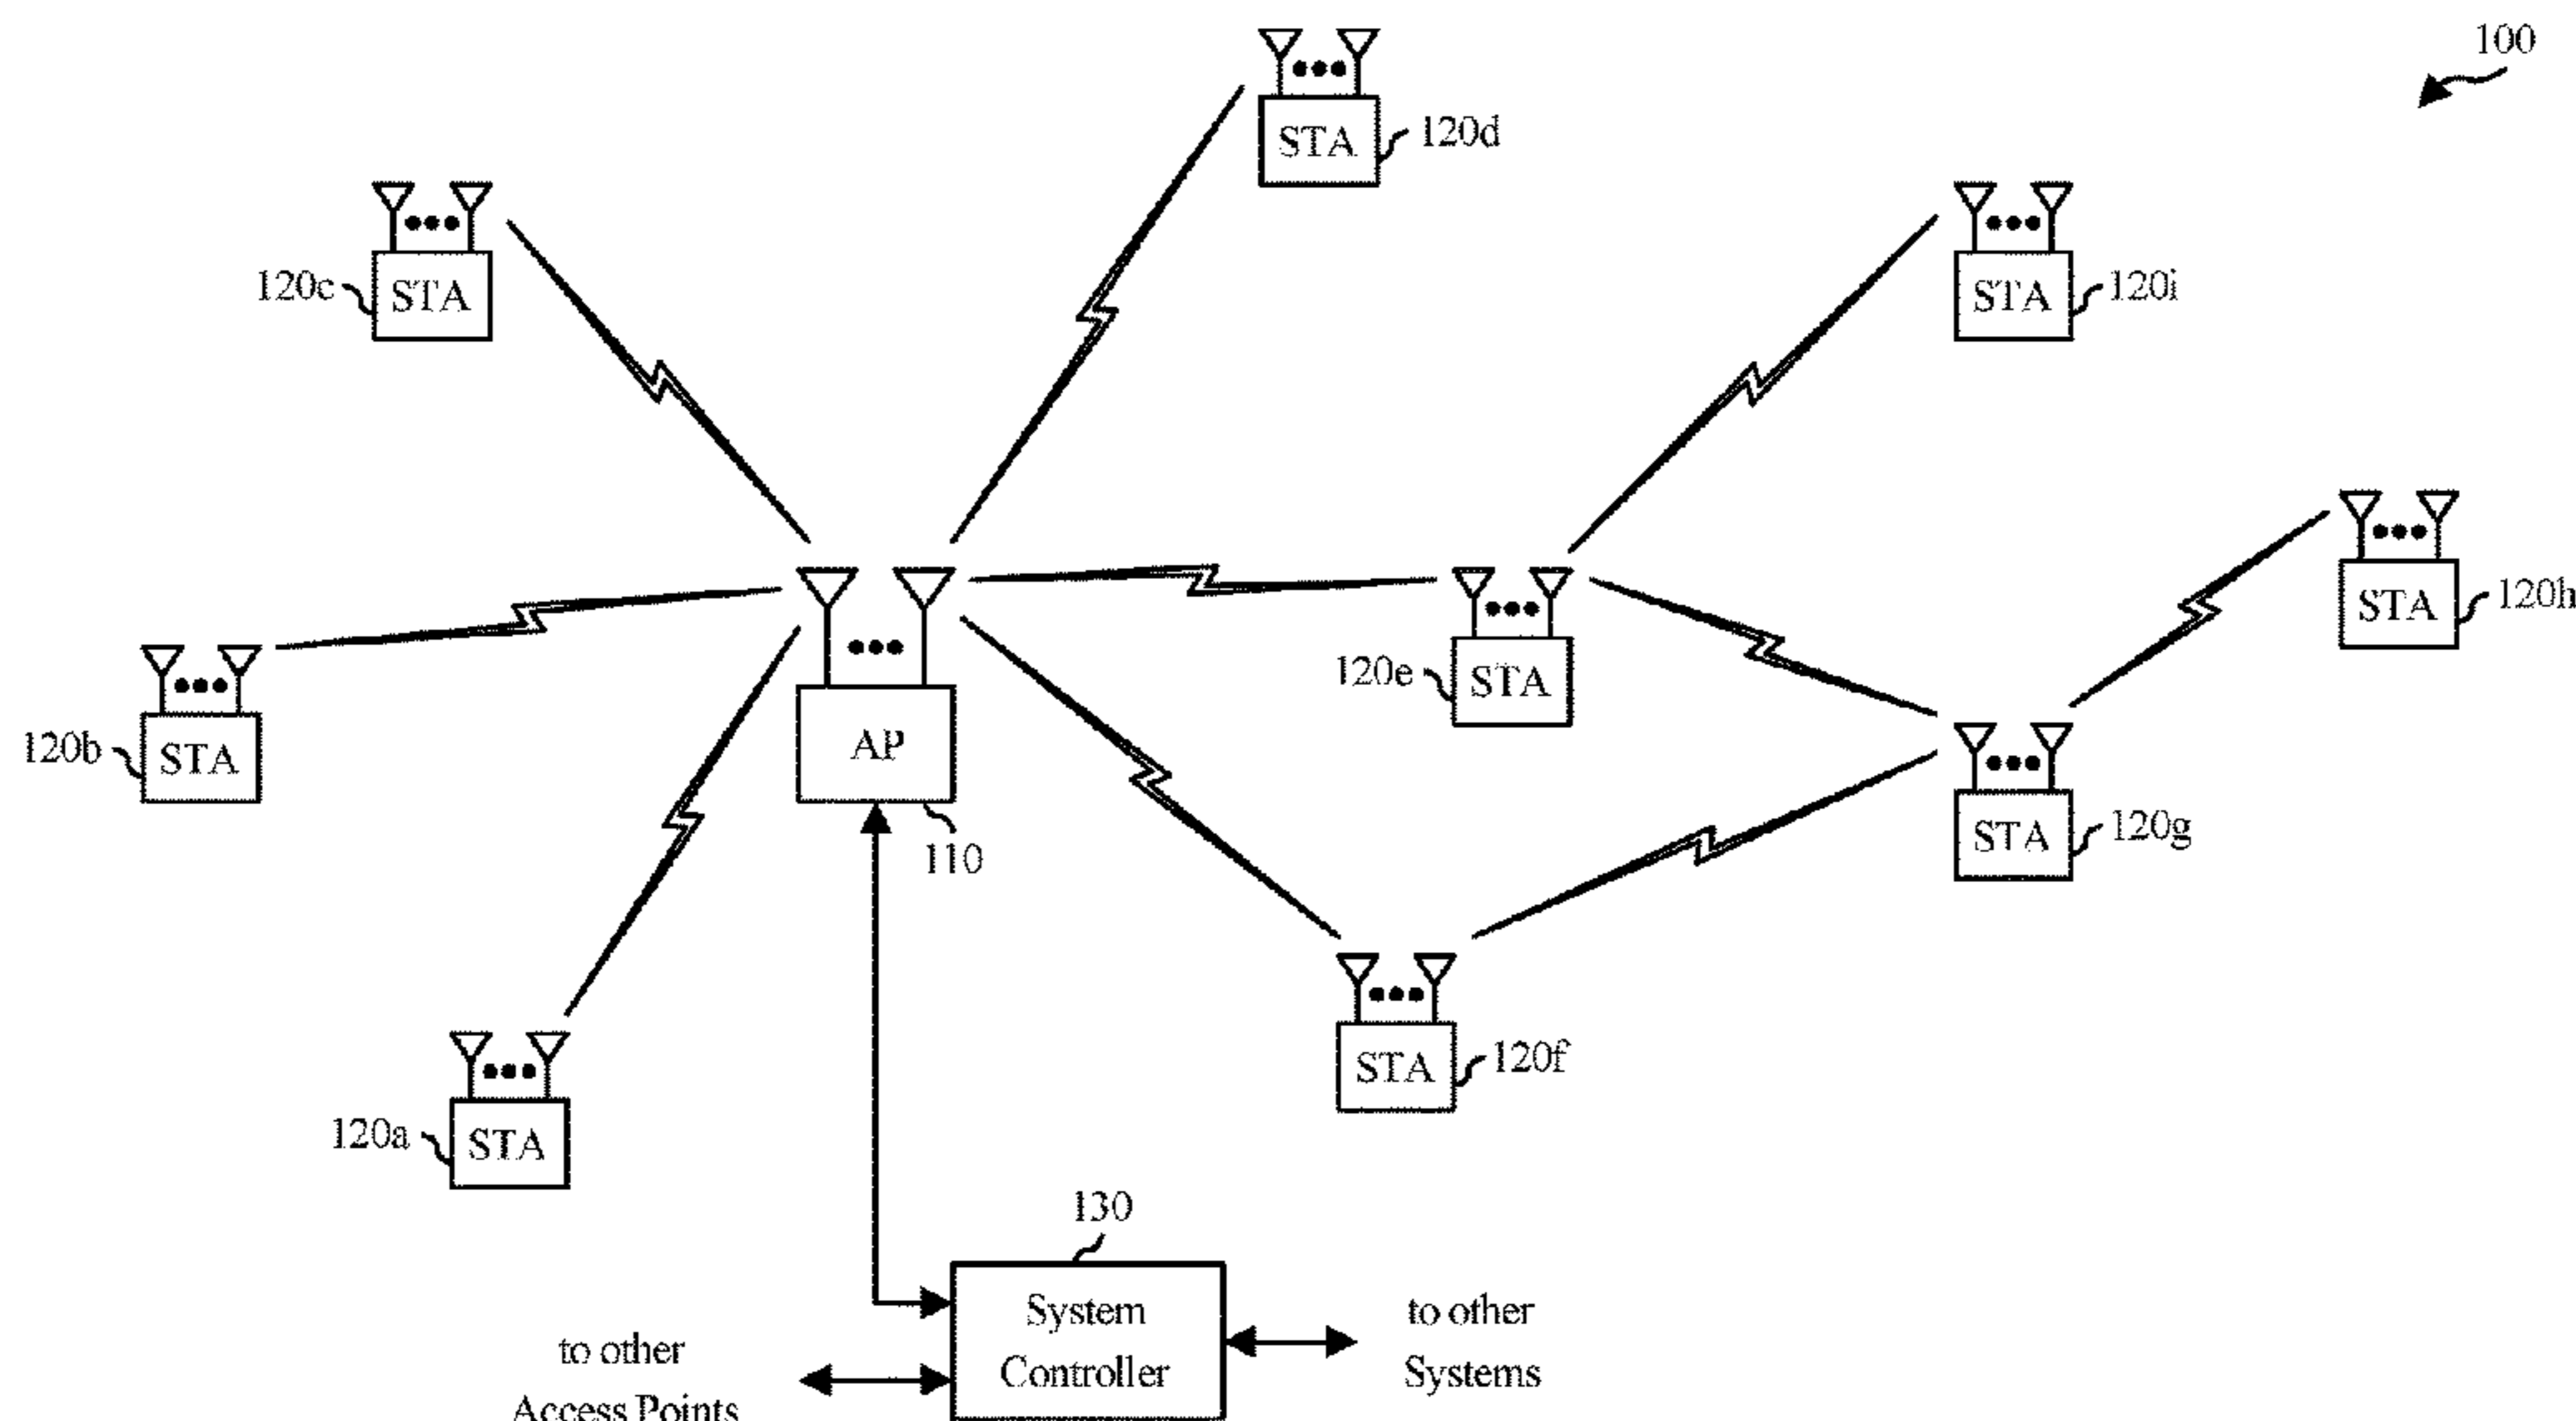 100
STA
120d
120c
STA
STA
120i
STA
120h
120e
STA
120b
STA
AP
110
STA
120g
STA
120f
120a
STA
130
System
Controller
to other
Systems
to other
Access Points